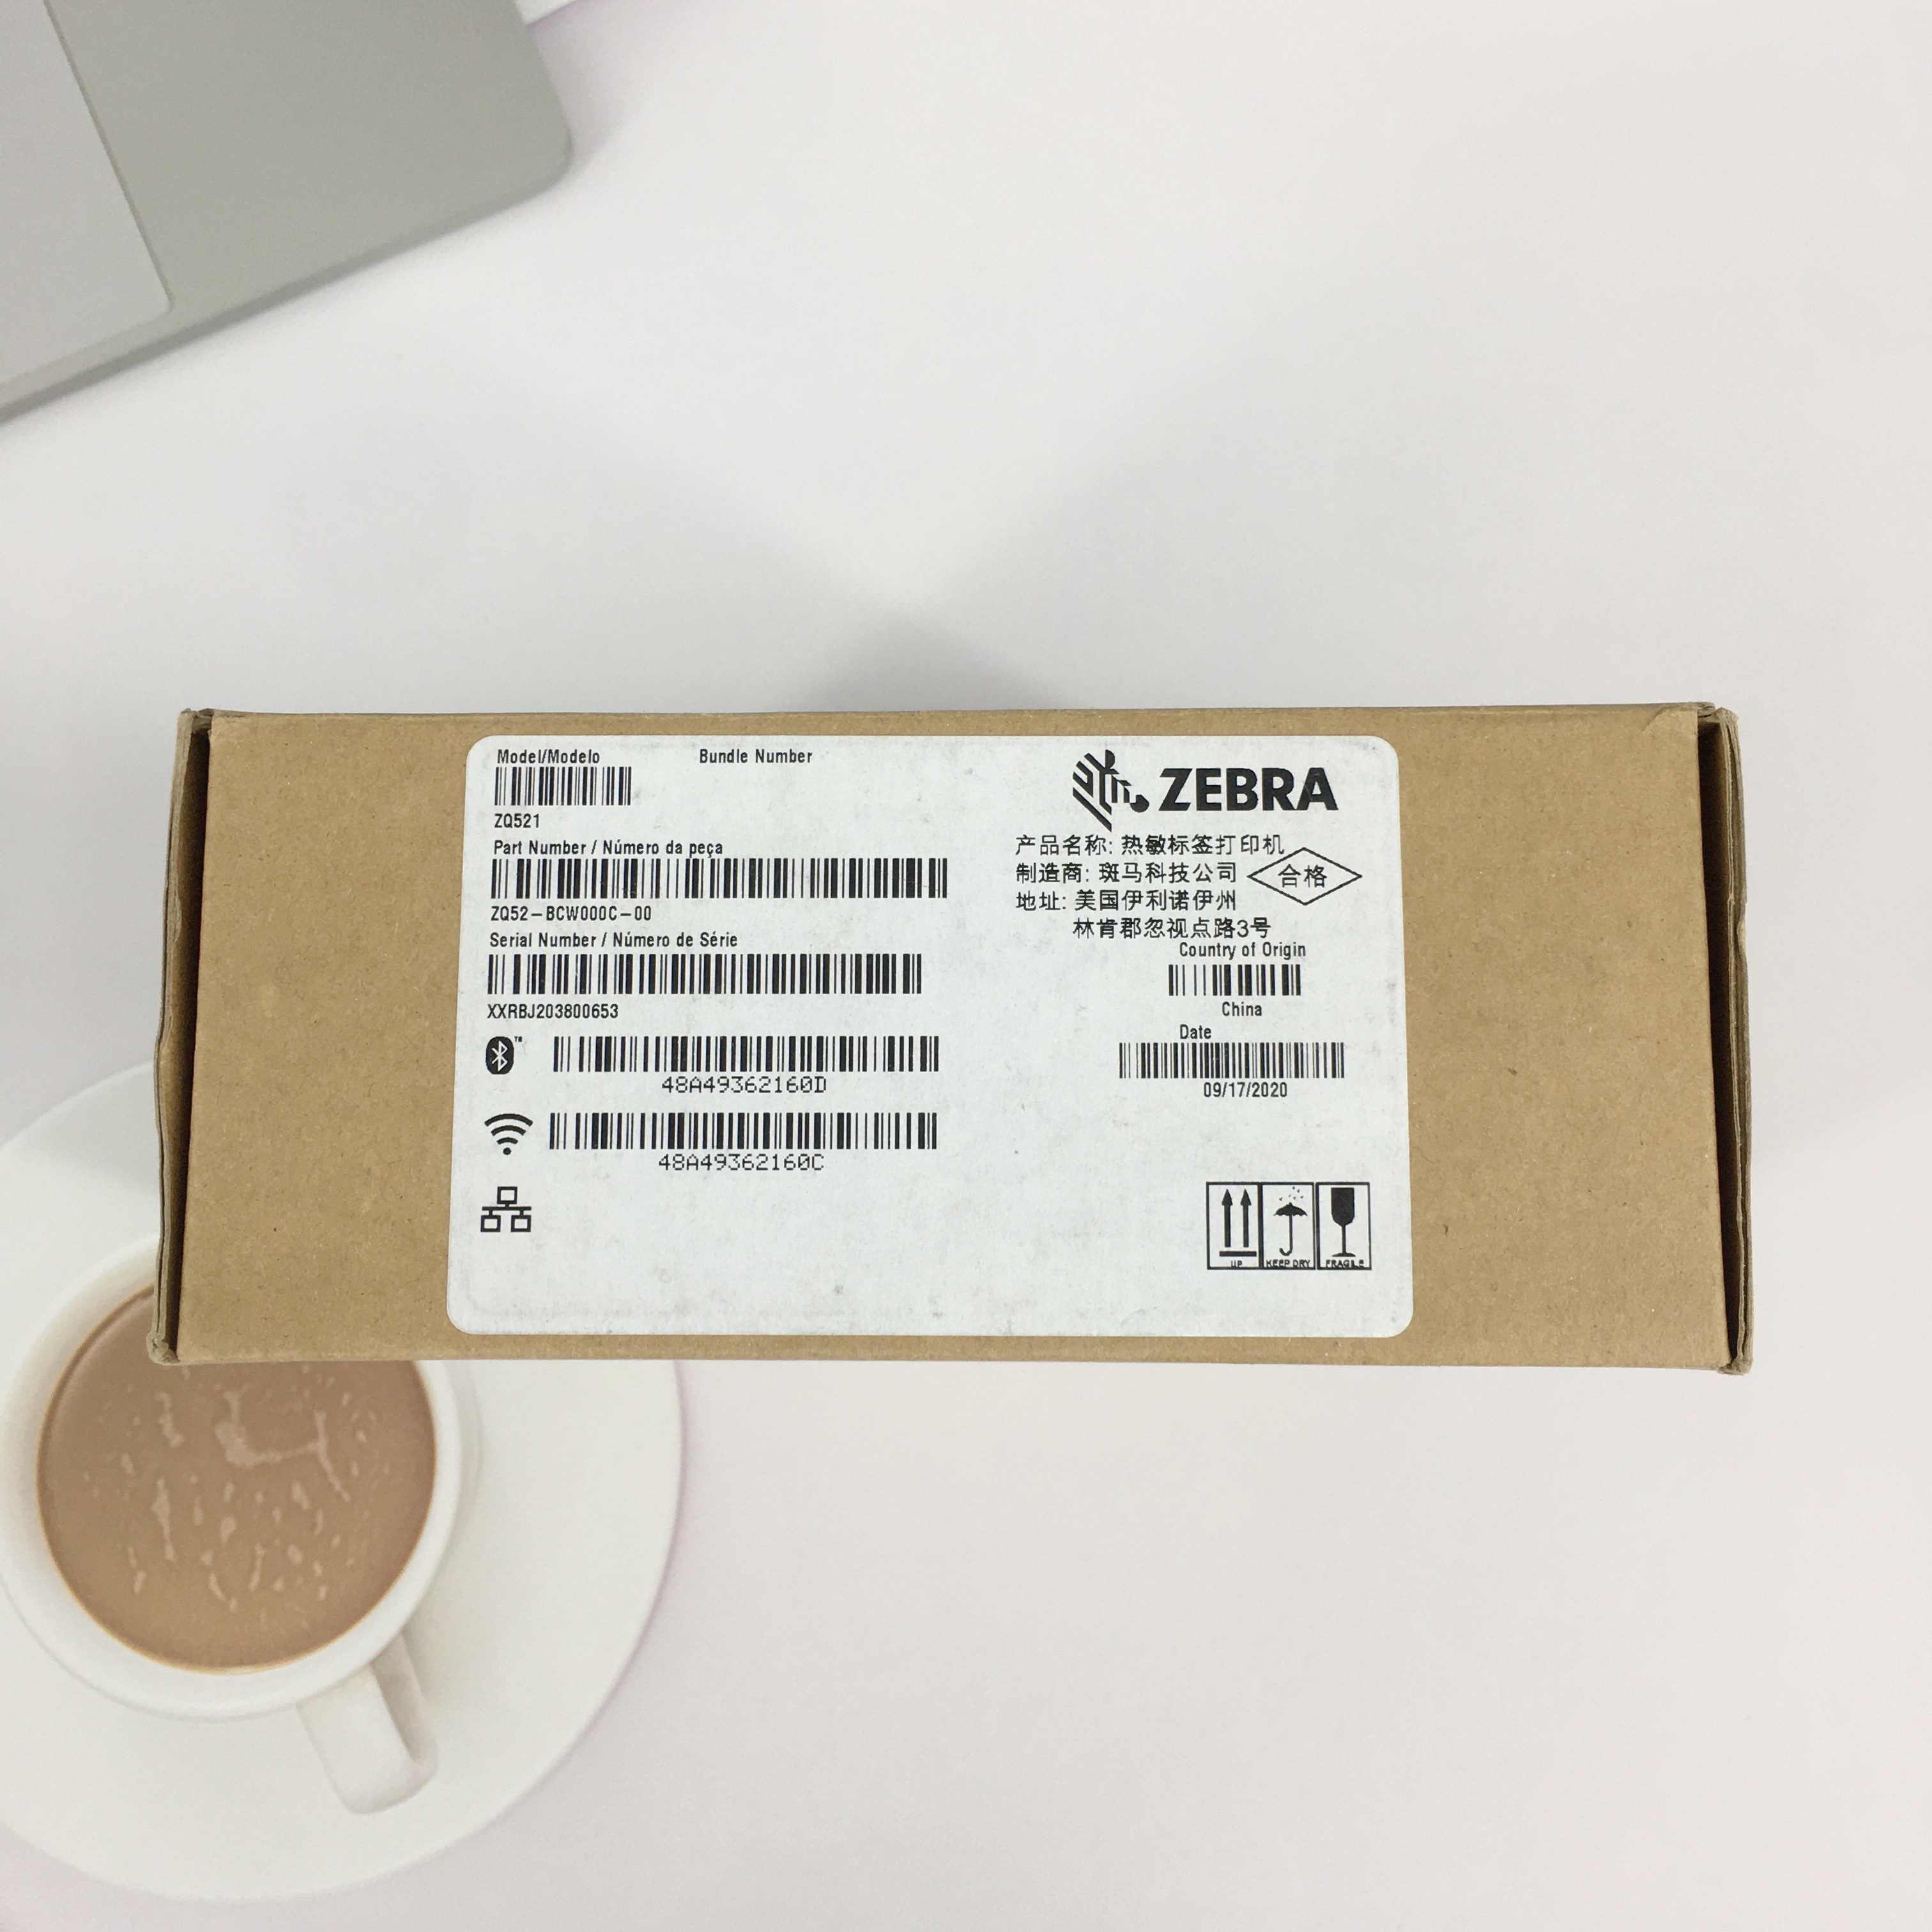 Model/Modelo
Bundle Number
ZQ521
Part Number / Número da peça
ZQ52-BCW000C-00
Serial Number / Número de Série
XXRBJ203800653
48A49362160D
48A49362160C
ZEBRA
产品名称: 热敏标签打印机
制造商: 斑马科技公司
合格
地址: 美国伊利诺伊州
林肯郡忽视点路3号
Country of Origin
China
Date
09/17/2020
UP
KEEP DRY
FRAGILE